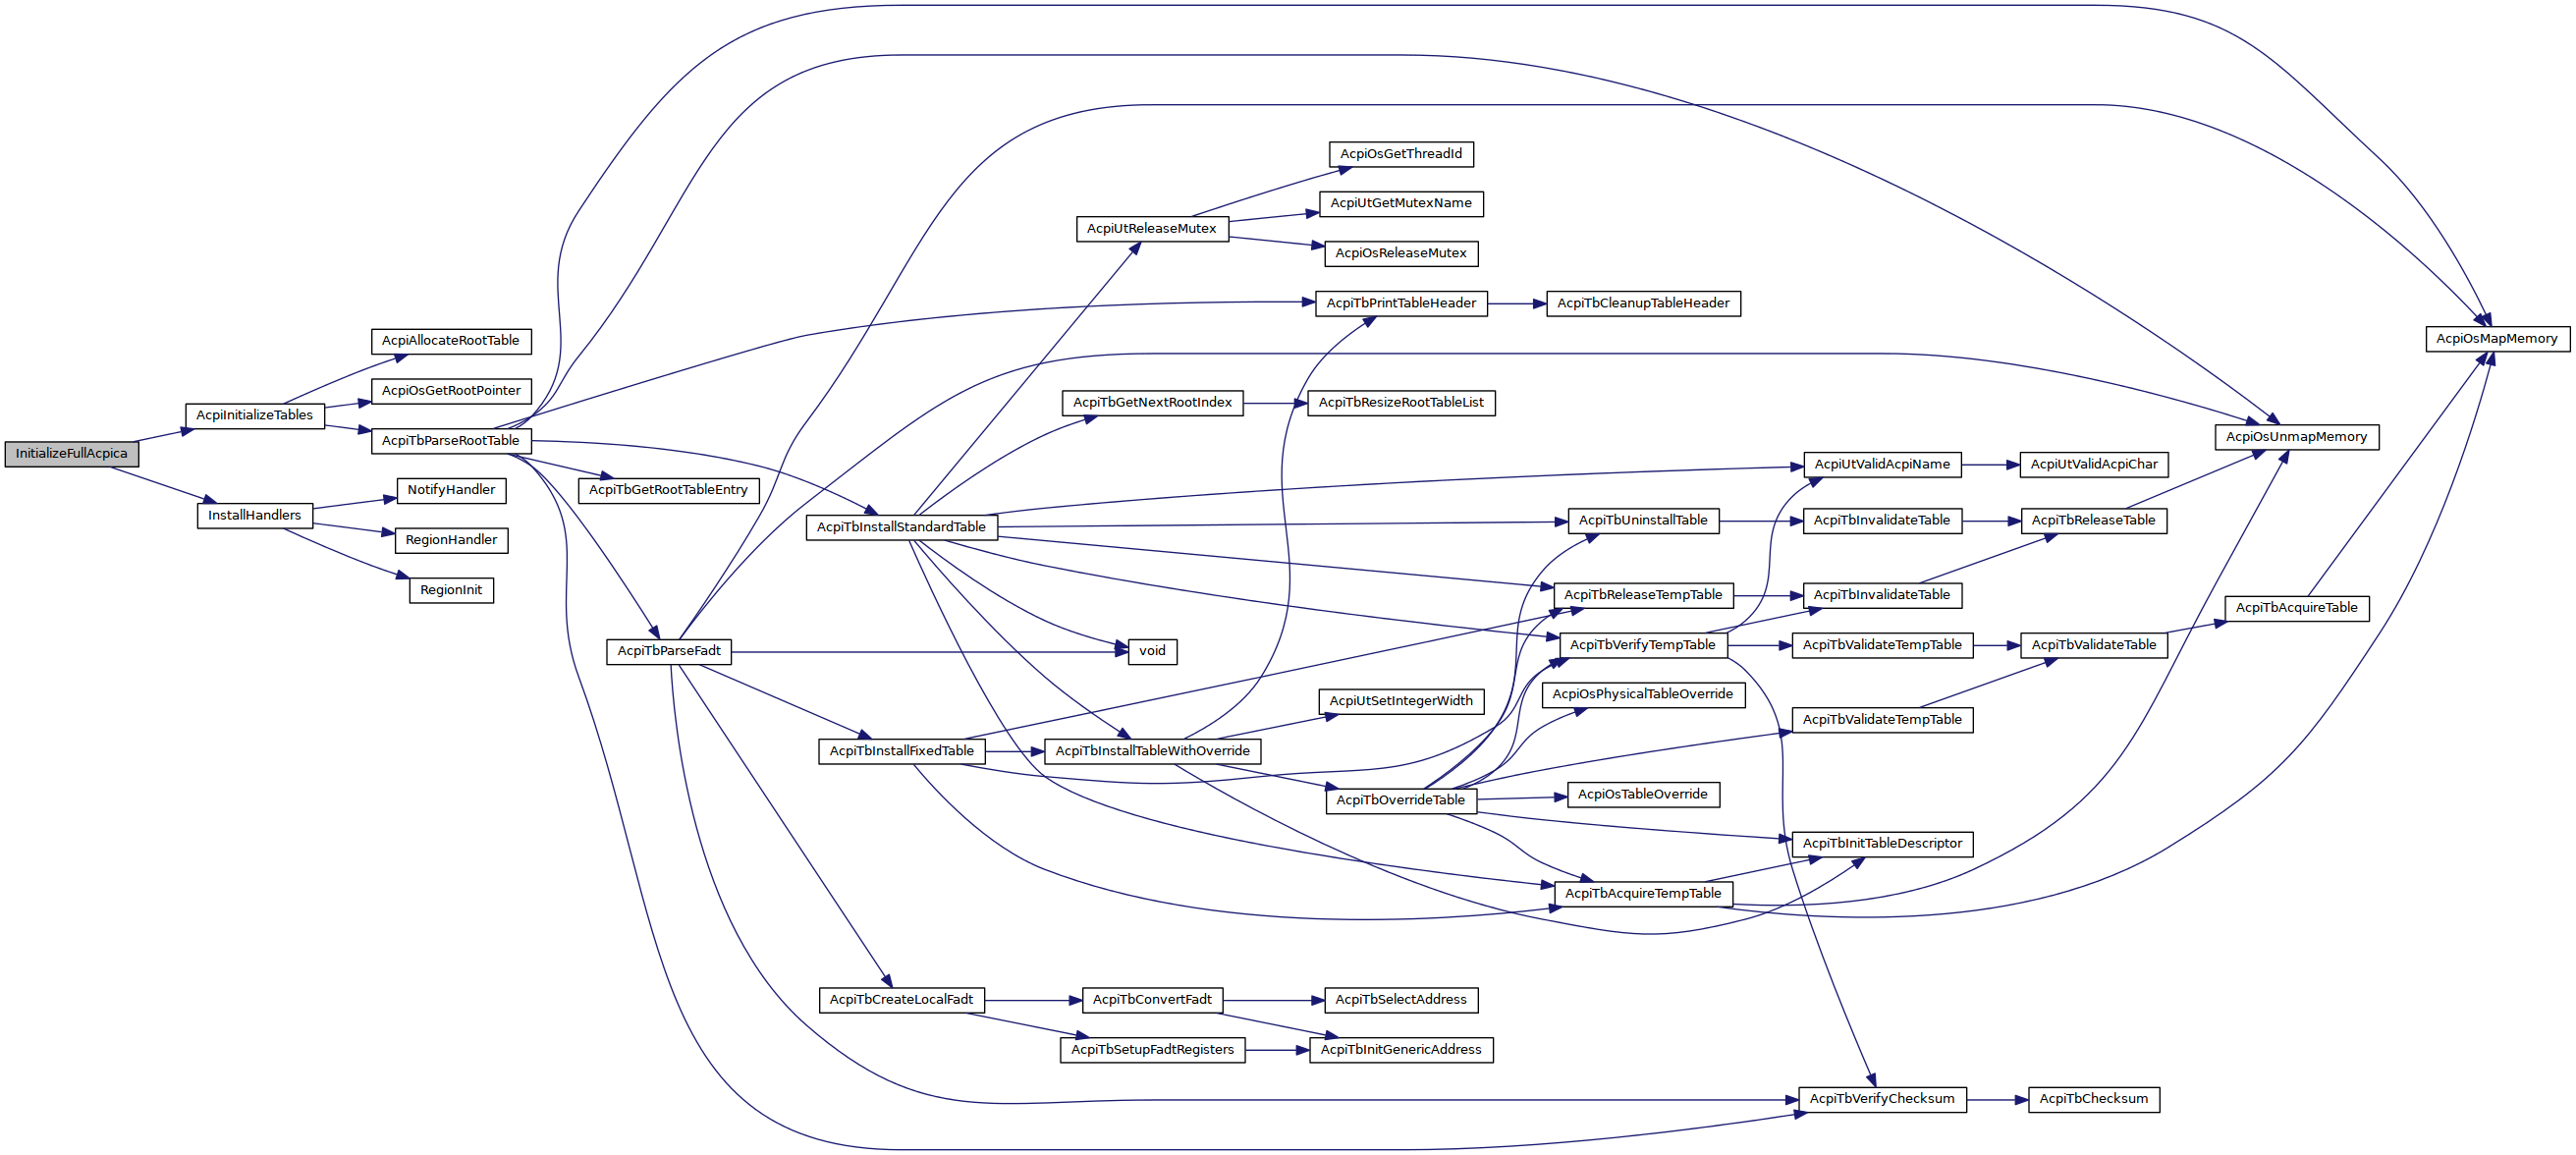 InitializeFullAcpica
AcpiInitializeTables
InstallHandlers
AcpiAllocateRootTable
AcpiOsGetRootPointer
AcpiTbParseRootTable
NotifyHandler
RegionHandler
RegionInit
AcpiTbGetRootTableEntry
AcpiTbParseFadt
AcpiTbInstallStandardTable
AcpiTbInstallFixedTable
AcpiTbCreateLocalFadt
AcpiUtReleaseMutex
AcpiTbGetNextRootIndex
void
AcpiTbInstallTableWithOverride
AcpiTbConvertFadt
AcpiTbSetupFadtRegisters
AcpiOsGetThreadId
AcpiUtGetMutexName
AcpiOsReleaseMutex
AcpiTbPrintTableHeader
AcpiTbResizeRootTableList
AcpiUtSetIntegerWidth
AcpiTbOverrideTable
AcpiTbSelectAddress
AcpiTbInitGenericAddress
AcpiTbCleanupTableHeader
AcpiTbUninstallTable
AcpiTbReleaseTempTable
AcpiTbVerifyTempTable
AcpiOsPhysicalTableOverride
AcpiOsTableOverride
AcpiTbAcquireTempTable
AcpiUtValidAcpiName
AcpiTbInvalidateTable
AcpiTbInvalidateTable
AcpiTbValidateTempTable
AcpiTbValidateTempTable
AcpiTbInitTableDescriptor
AcpiTbVerifyChecksum
AcpiUtValidAcpiChar
AcpiTbReleaseTable
AcpiTbValidateTable
AcpiTbChecksum
AcpiOsUnmapMemory
AcpiTbAcquireTable
AcpiOsMapMemory